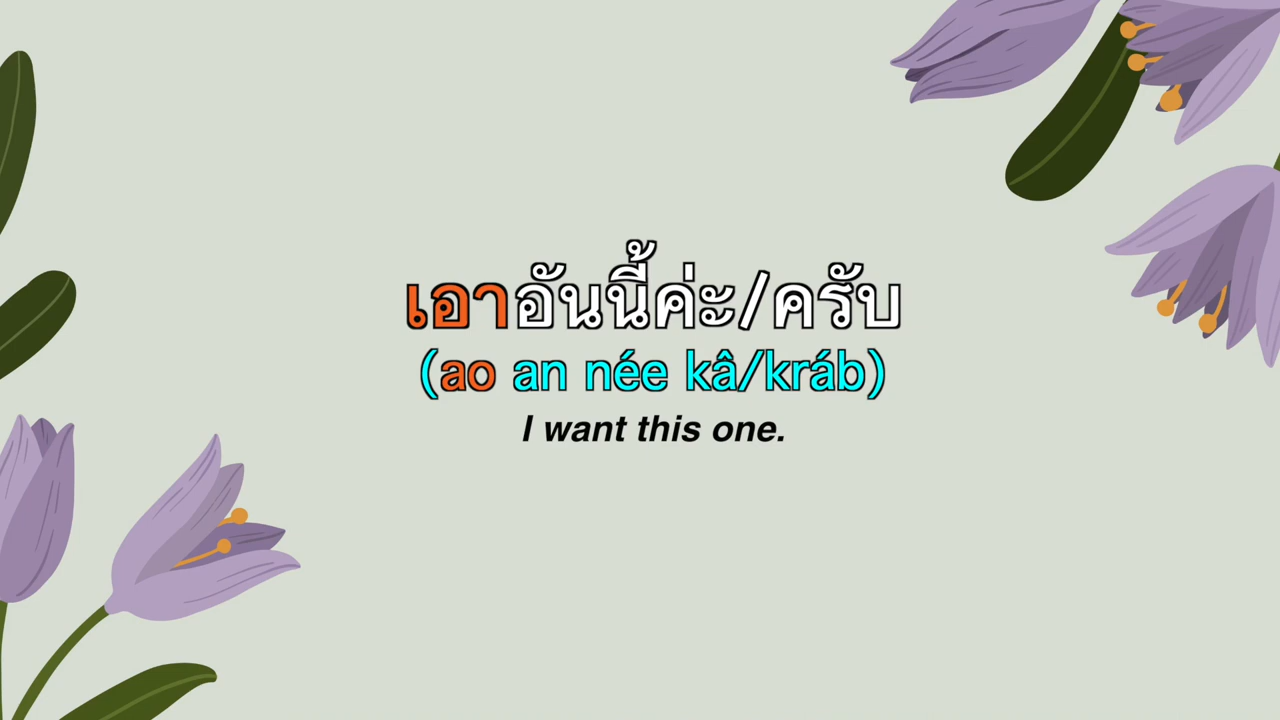 เอาอันนี้ค่ะ/ครับ
(ao an née kâ/kráb)
I want this one.